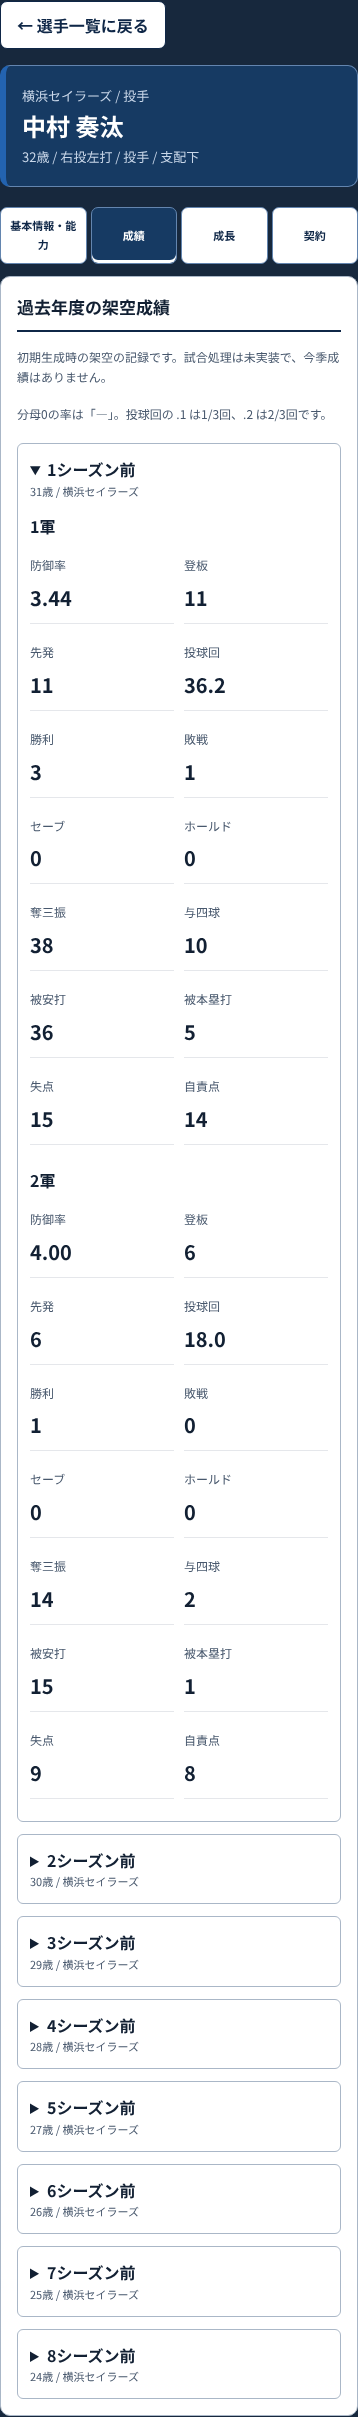 ← 選手一覧に戻る
横浜セイラーズ / 投手
中村 奏汰
32歳 / 右投左打 / 投手 / 支配下
基本情報・能
力
成績
成長
契約
過去年度の架空成績
初期生成時の架空の記録です。試合処理は未実装で、今季成
績はありません。
分母0の率は「—」。投球回の .1 は1/3回、.2 は2/3回です。
▼ 1シーズン前
31歳 / 横浜セイラーズ
1軍
防御率 登板
3.44 11
先発 投球回
11 36.2
勝利 敗戦
3 1
セーブ ホールド
0 0
奪三振 与四球
38 10
被安打 被本塁打
36 5
失点 自責点
15 14
2軍
防御率 登板
4.00 6
先発 投球回
6 18.0
勝利 敗戦
1 0
セーブ ホールド
0 0
奪三振 与四球
14 2
被安打 被本塁打
15 1
失点 自責点
9 8
▶ 2シーズン前
30歳 / 横浜セイラーズ
▶ 3シーズン前
29歳 / 横浜セイラーズ
▶ 4シーズン前
28歳 / 横浜セイラーズ
▶ 5シーズン前
27歳 / 横浜セイラーズ
▶ 6シーズン前
26歳 / 横浜セイラーズ
▶ 7シーズン前
25歳 / 横浜セイラーズ
▶ 8シーズン前
24歳 / 横浜セイラーズ